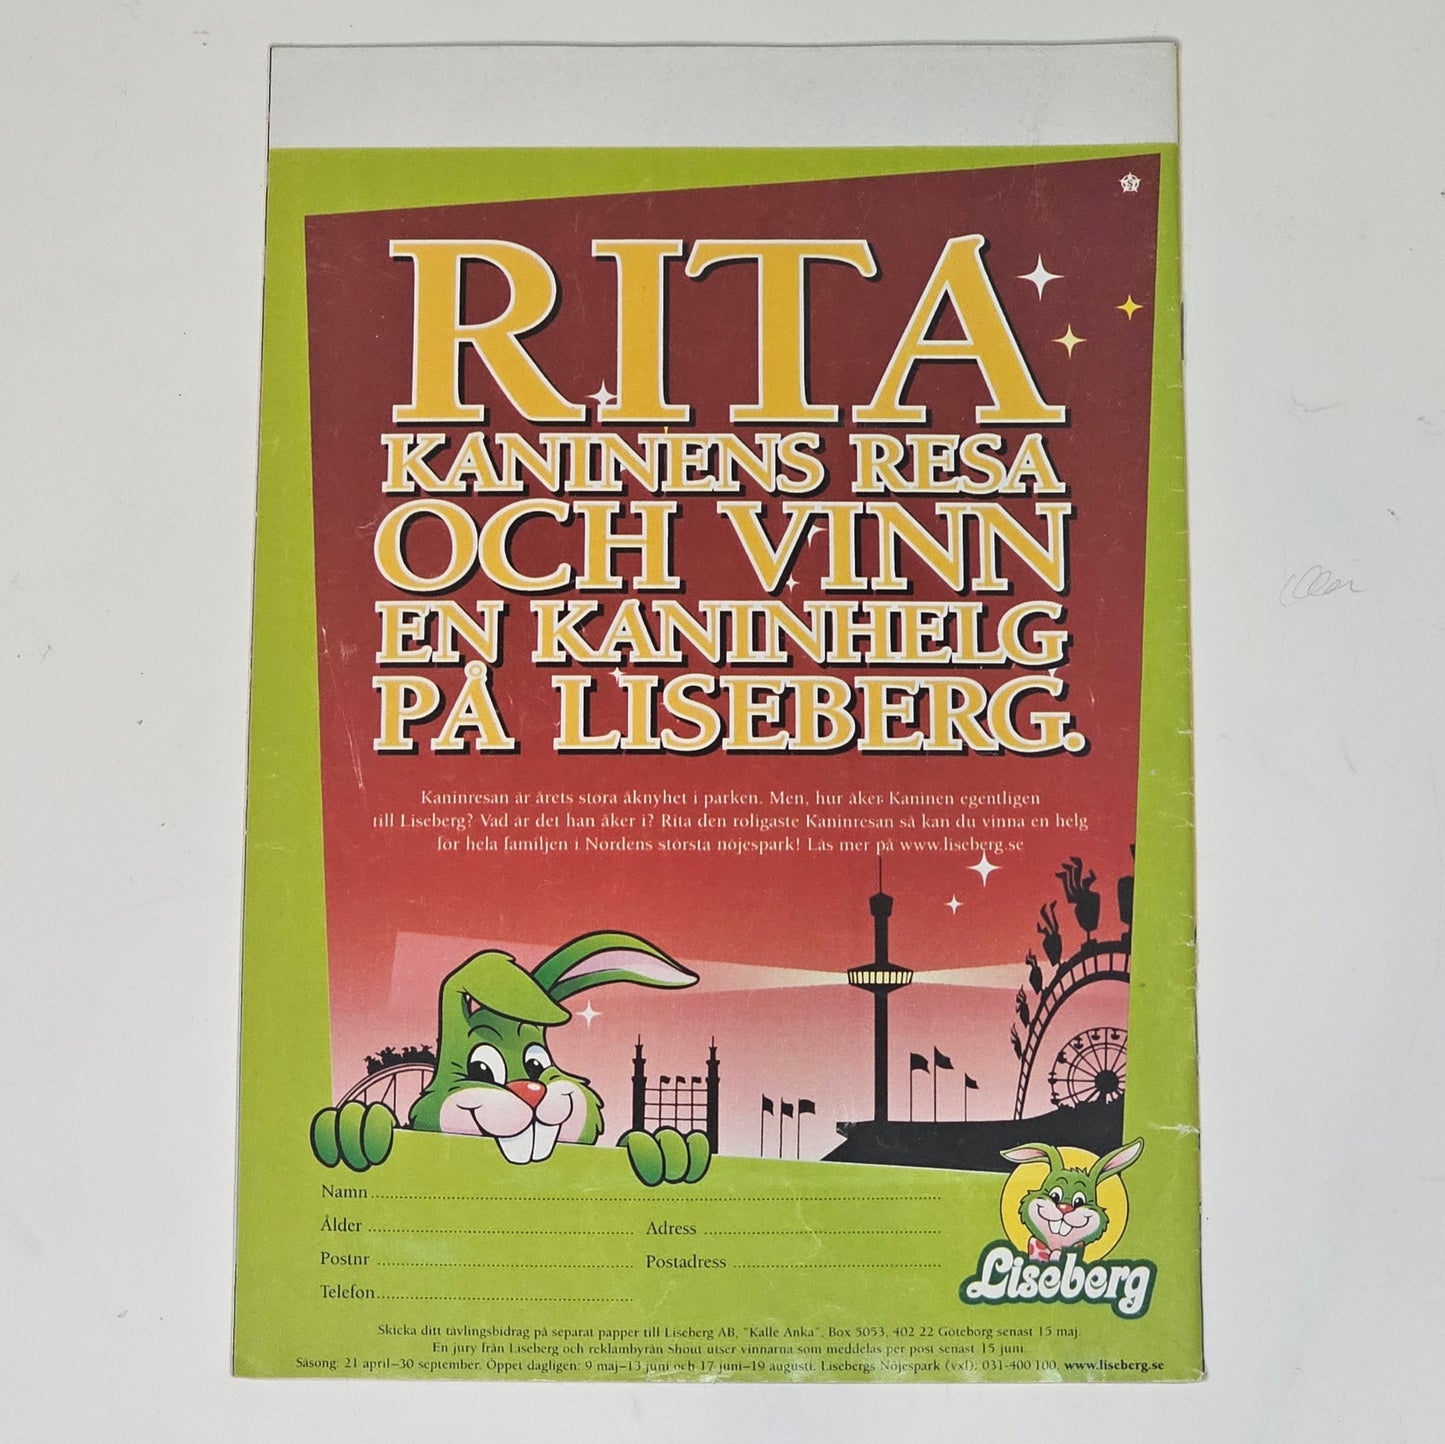 RITA
KANINENS RESA
OCH VINN
EN KANINHELG
PÅ LISEBERG.
Kaninresan är årets stora åknyhet i parken. Men, hur åker Kaninen egentligen
till Liseberg? Vad är det han åker i? Rita den roligaste Kaninresan så kan du vinna en helg
för hela familjen i Nordens största nöjespark! Läs mer på www.liseberg.se
Namn
Ålder
Adress
Postnr
Postadress
Telefon
Liseberg
Skicka ditt tävlingsbidrag på separat papper till Liseberg AB, "Kalle Anka", Box 5053, 402 22 Göteborg senast 15 maj.
En jury från Liseberg och reklambyrån Shout utser vinnarna som meddelas per post senast 15 juni.
Säsong: 21 april–30 september. Öppet dagligen: 9 maj–13 juni och 17 juni–19 augusti. Lisebergs Nöjespark (vxl): 031-400 100. www.liseberg.se